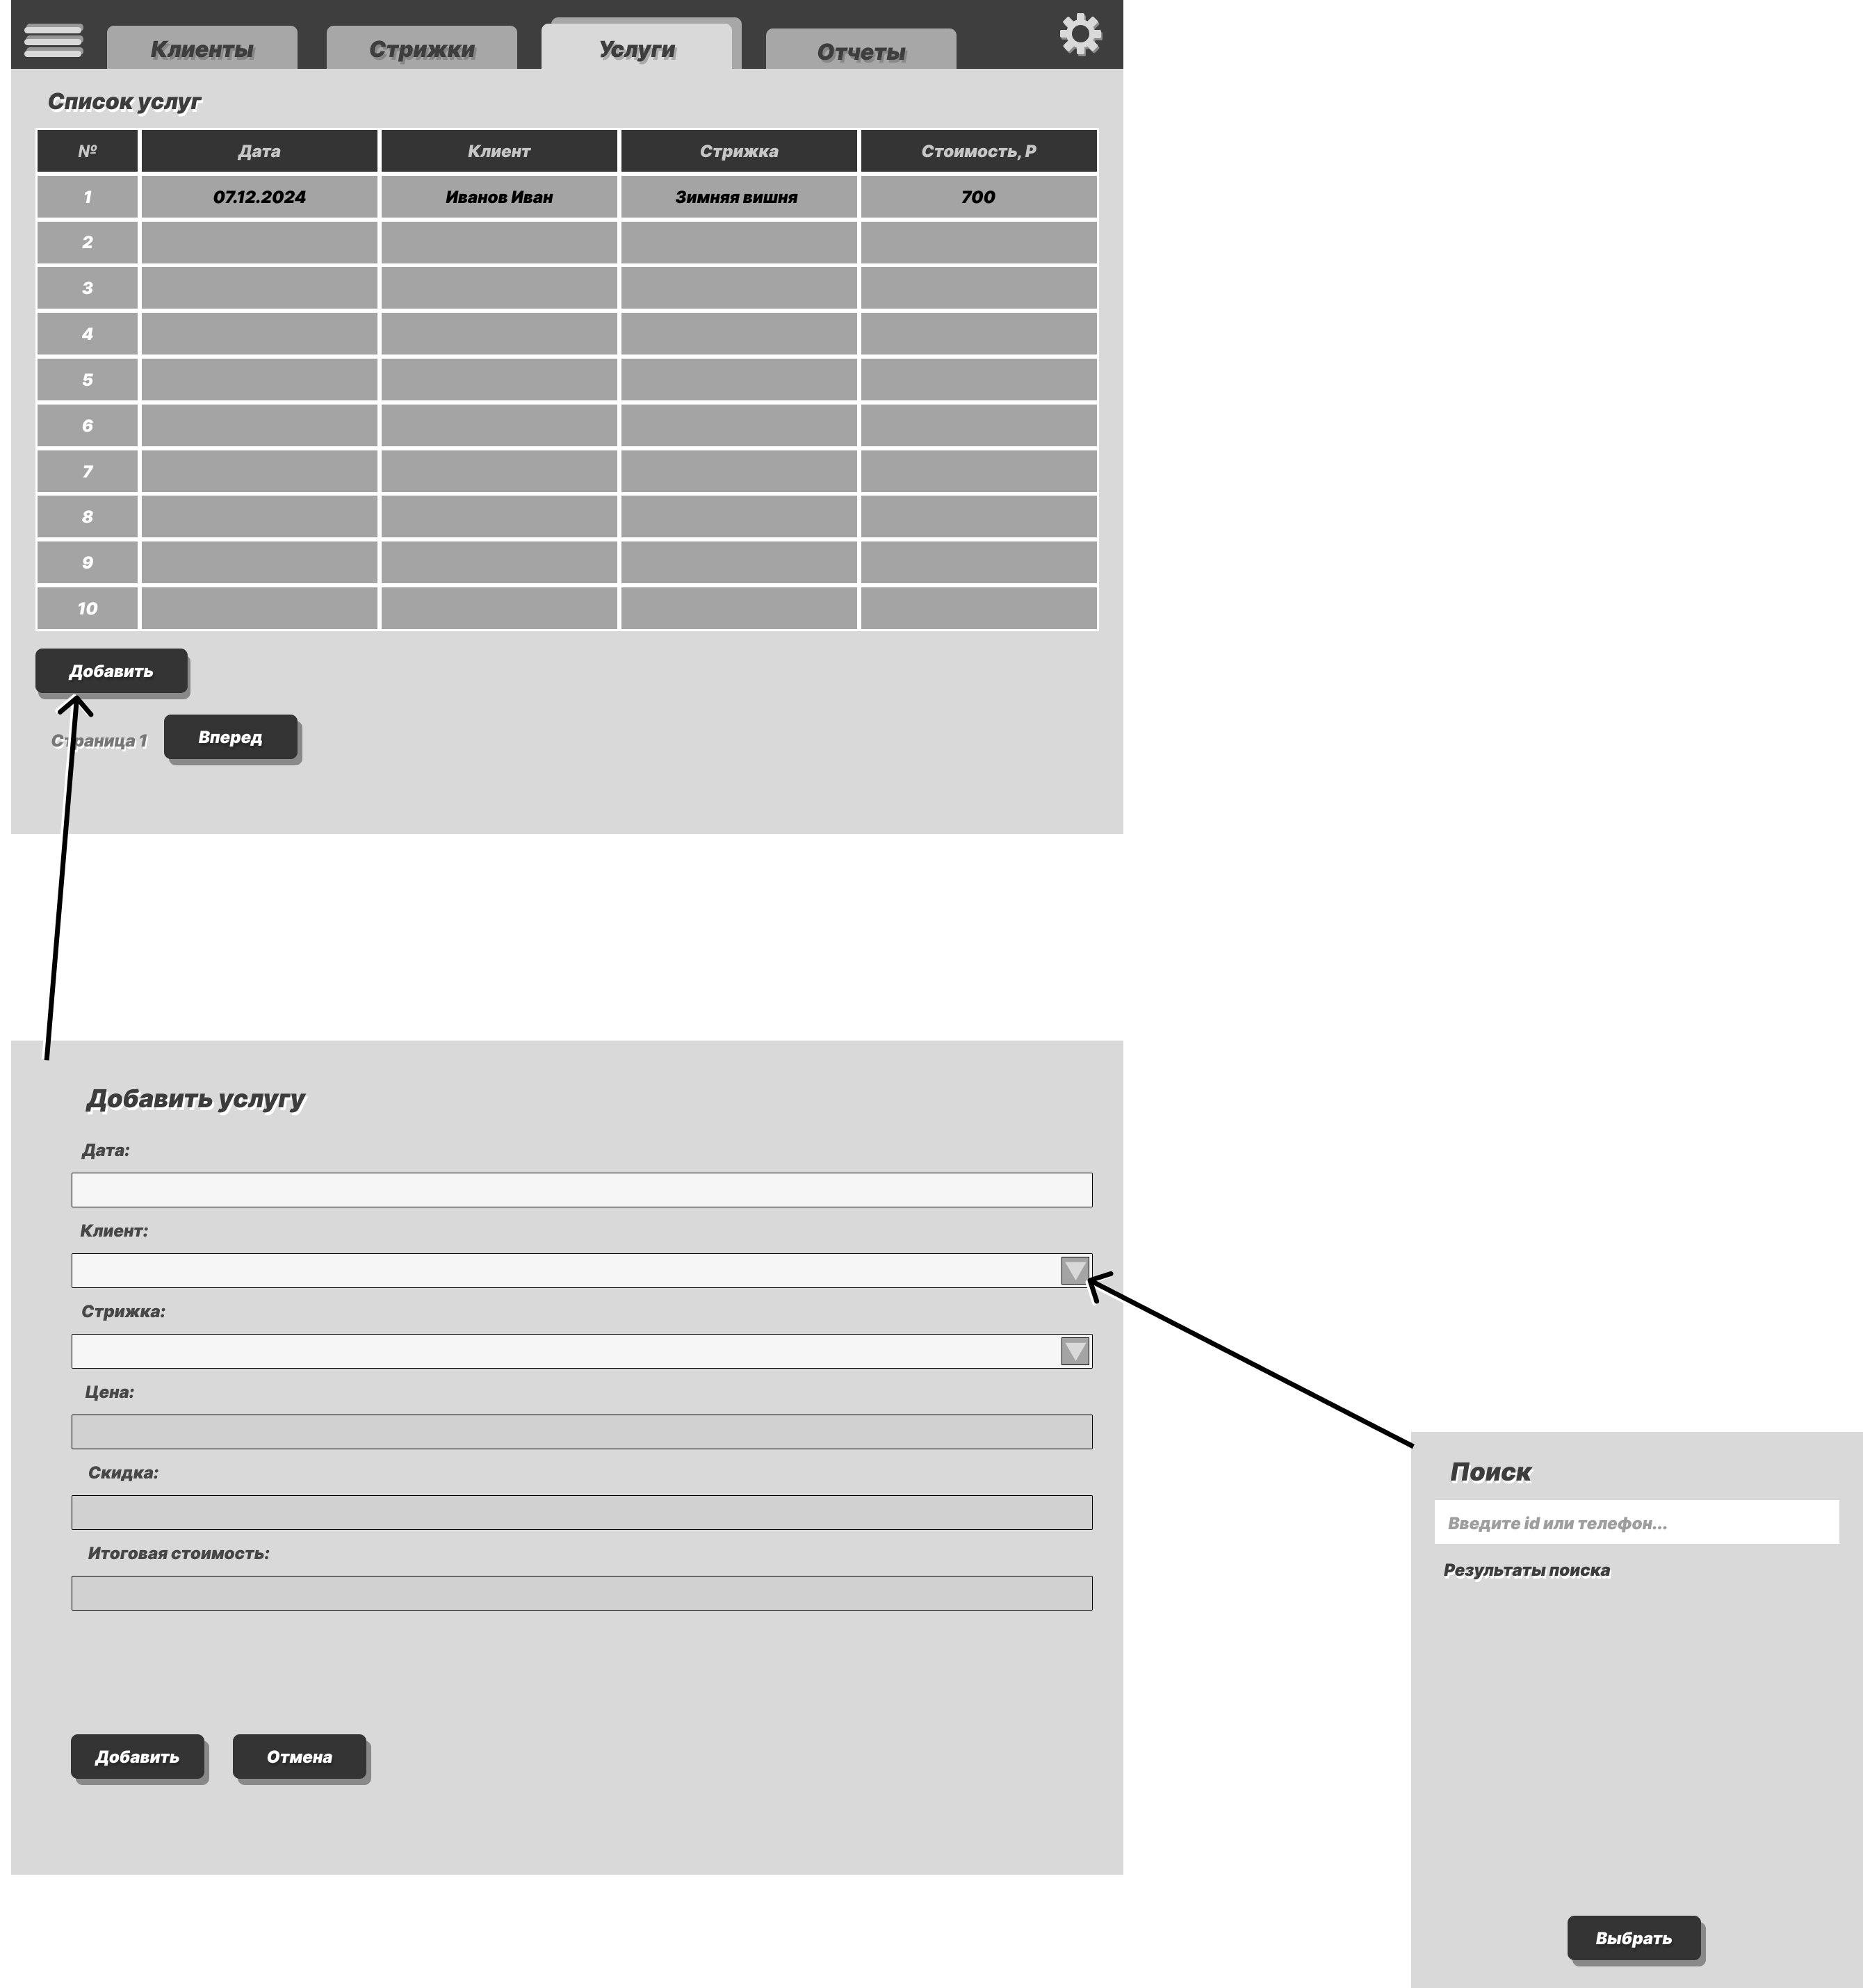 Клиенты Стрижки Услуги Отчеты
Список услуг
№ Дата Клиент Стрижка Стоимость, Р
1 07.12.2024 Иванов Иван Зимняя вишня 700
2
3
4
5
6
7
8
9
10
Добавить
Страница 1 Вперед
Добавить услугу
Дата:
Клиент:
Стрижка:
Цена:
Скидка:
Итоговая стоимость:
Добавить Отмена
Поиск
Введите id или телефон...
Результаты поиска
Выбрать